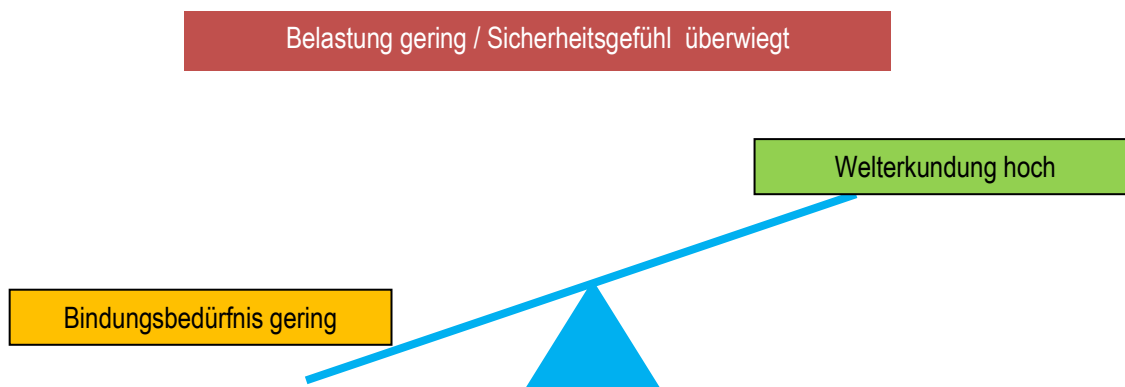 Belastung gering / Sicherheitsgefühl überwiegt
Welterkundung hoch
Bindungsbedürfnis gering